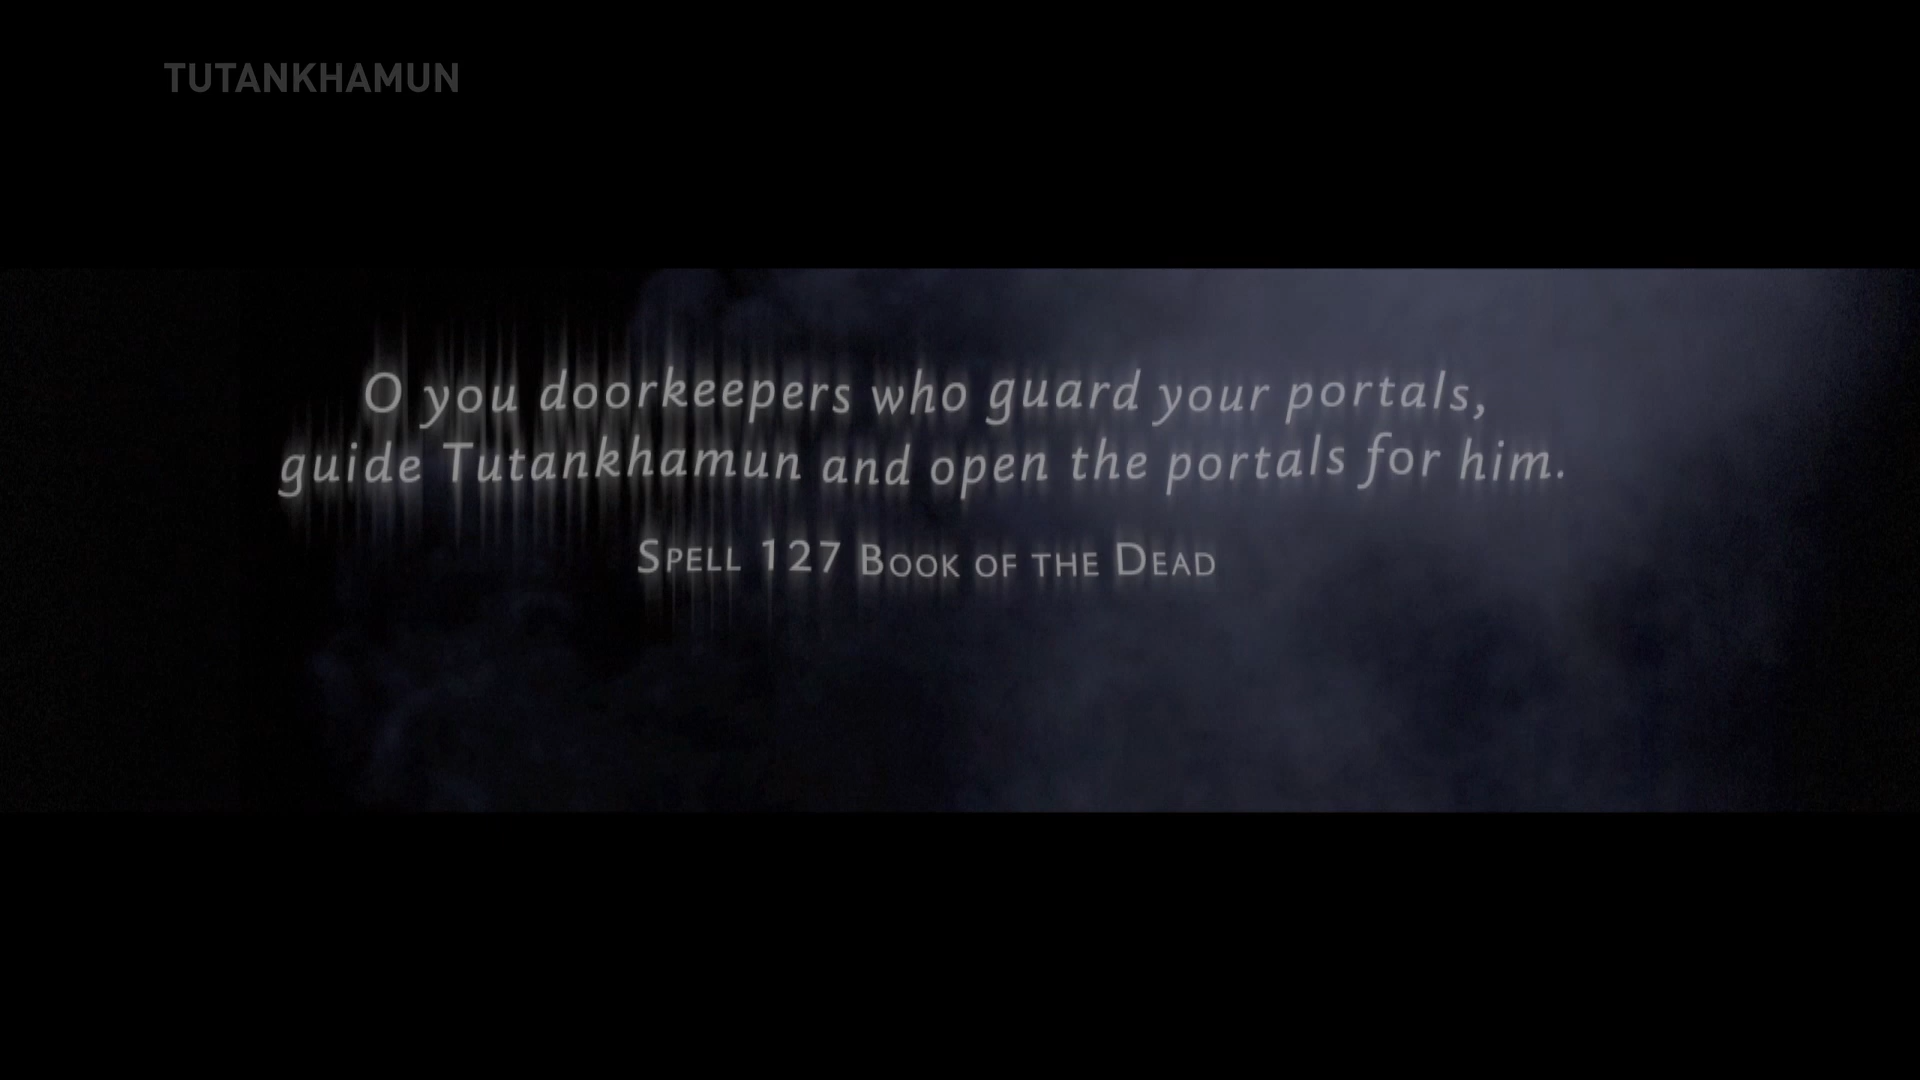 TUTANKHAMUN
O you doorkeepers who guard your portals,
guide Tutankhamun and open the portals for him.
SPELL 127 BOOK OF THE DEAD